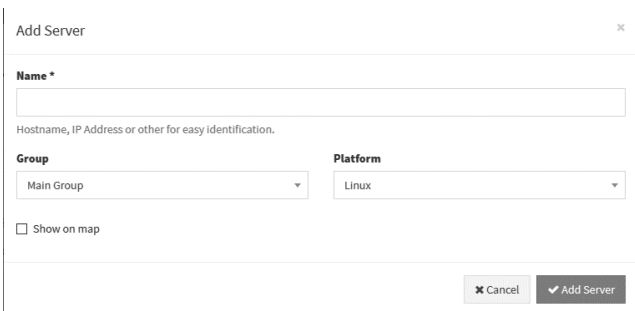 Add Server
Name *
Hostname, IP Address or other for easy identification.
Group
Platform
Main Group
Linux
Show on map
Cancel
Add Server